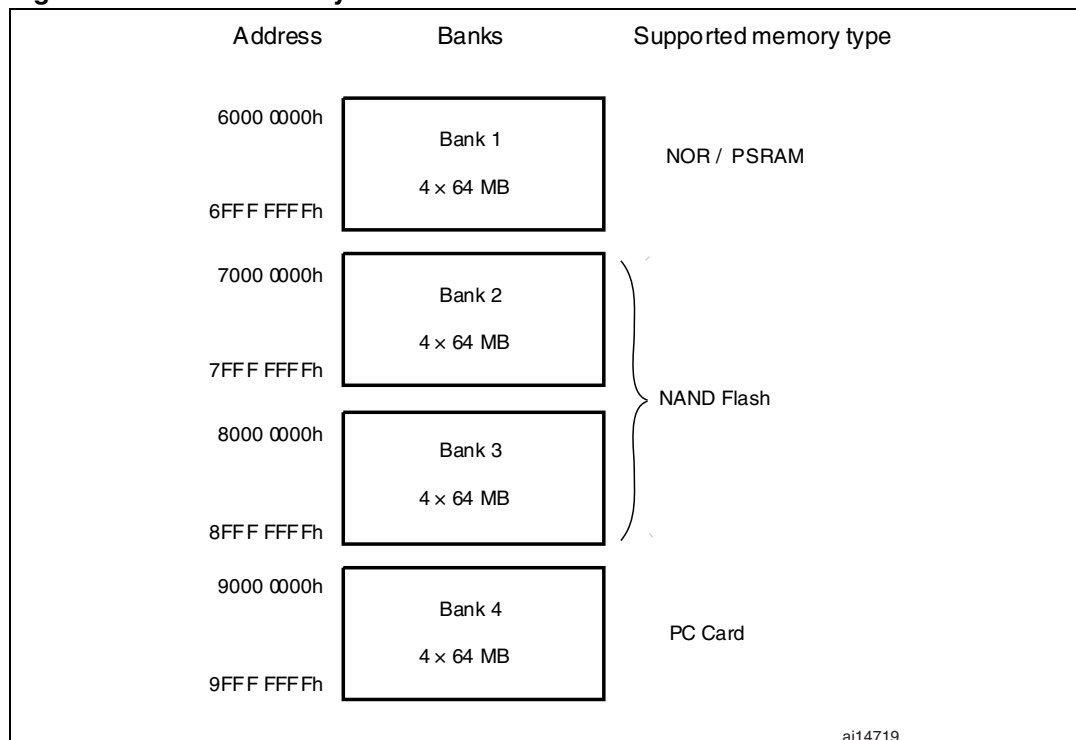 Address Banks Supported memory type
6000 0000h
Bank 1
NOR / PSRAM
4 × 64 MB
6FFF FFFFh
7000 0000h
Bank 2
4 × 64 MB
7FFF FFFFh
NAND Flash
8000 0000h
Bank 3
4 × 64 MB
8FFF FFFFh
9000 0000h
Bank 4
PC Card
4 × 64 MB
9FFF FFFFh
ai14719